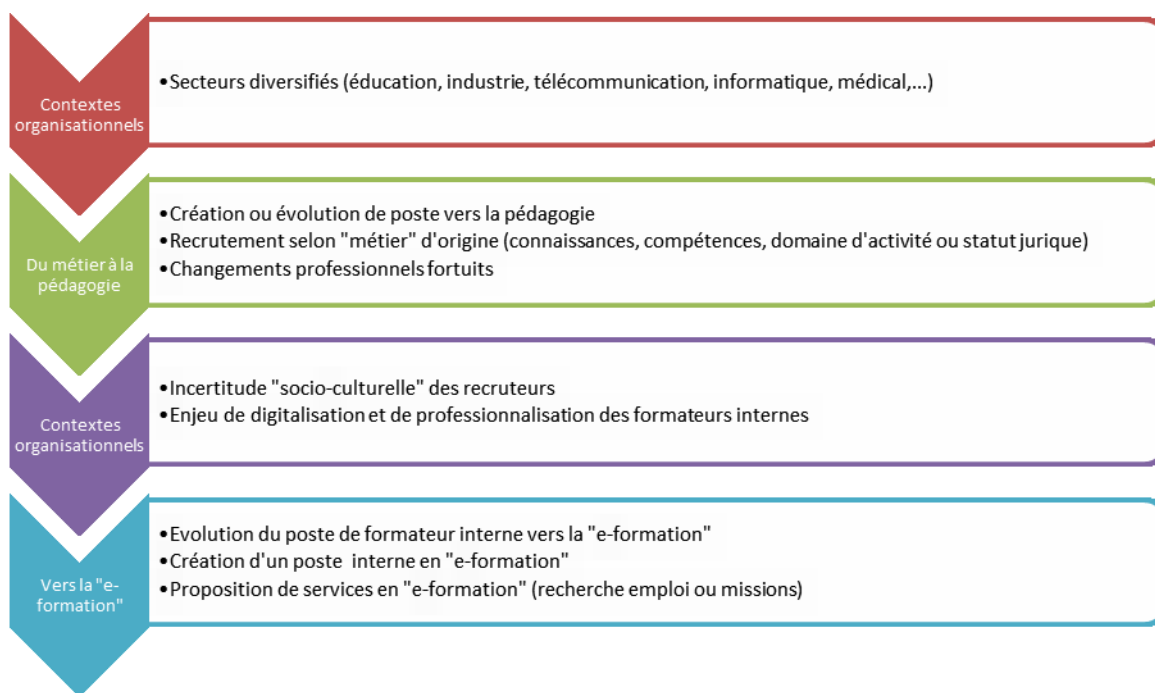 Contextes
organisationnels
•Secteurs diversifiés (éducation, industrie, télécommunication, informatique, médical,...)
Du métier à la
pédagogie
•Création ou évolution de poste vers la pédagogie
•Recrutement selon "métier" d'origine (connaissances, compétences, domaine d'activité ou statut jurique)
•Changements professionnels fortuits
Contextes
organisationnels
•Incertitude "socio-culturelle" des recruteurs
•Enjeu de digitalisation et de professionnalisation des formateurs internes
Vers la "e-
formation"
•Evolution du poste de formateur interne vers la "e-formation"
•Création d'un poste interne en "e-formation"
•Proposition de services en "e-formation" (recherche emploi ou missions)